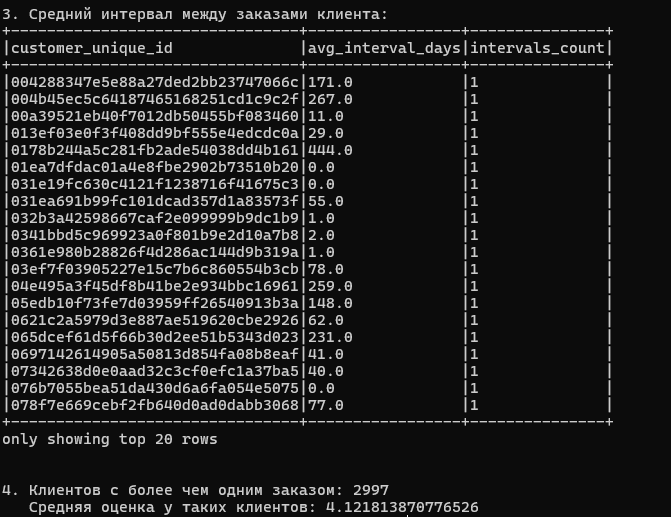 3. Средний интервал между заказами клиента:
+--------------------------------+-----------------+---------------+
|customer_unique_id              |avg_interval_days|intervals_count|
+--------------------------------+-----------------+---------------+
|004288347e5e88a27ded2bb23747066c|171.0            |1              |
|004b45ec5c64187465168251cd1c9c2f|267.0            |1              |
|00a39521eb40f7012db50455bf083460|11.0             |1              |
|013ef03e0f3f408dd9bf555e4edcdc0a|29.0             |1              |
|0178b244a5c281fb2ade54038dd4b161|444.0            |1              |
|01ea7dfdac01a4e8fbe2902b73510b20|0.0              |1              |
|031e19fc630c4121f1238716f41675c3|0.0              |1              |
|031ea691b99fc101dcad357d1a83573f|55.0             |1              |
|032b3a42598667caf2e099999b9dc1b9|1.0              |1              |
|0341bbd5c969923a0f801b9e2d10a7b8|2.0              |1              |
|0361e980b28826f4d286ac144d9b319a|1.0              |1              |
|03ef7f03905227e15c7b6c860554b3cb|78.0             |1              |
|04e495a3f45df8b41be2e934bbc16961|259.0            |1              |
|05edb10f73fe7d03959ff26540913b3a|148.0            |1              |
|0621c2a5979d3e887ae519620cbe2926|62.0             |1              |
|065dcef61d5f66b30d2ee51b5343d023|231.0            |1              |
|0697142614905a50813d854fa08b8eaf|41.0             |1              |
|07342638d0e0aad32c3cf0efc1a37ba5|40.0             |1              |
|076b7055bea51da430d6a6fa054e5075|0.0              |1              |
|078f7e669cebf2fb640d0ad0dabb3068|77.0             |1              |
+--------------------------------+-----------------+---------------+
only showing top 20 rows
4. Клиентов с более чем одним заказом: 2997
Средняя оценка у таких клиентов: 4.121813870776526